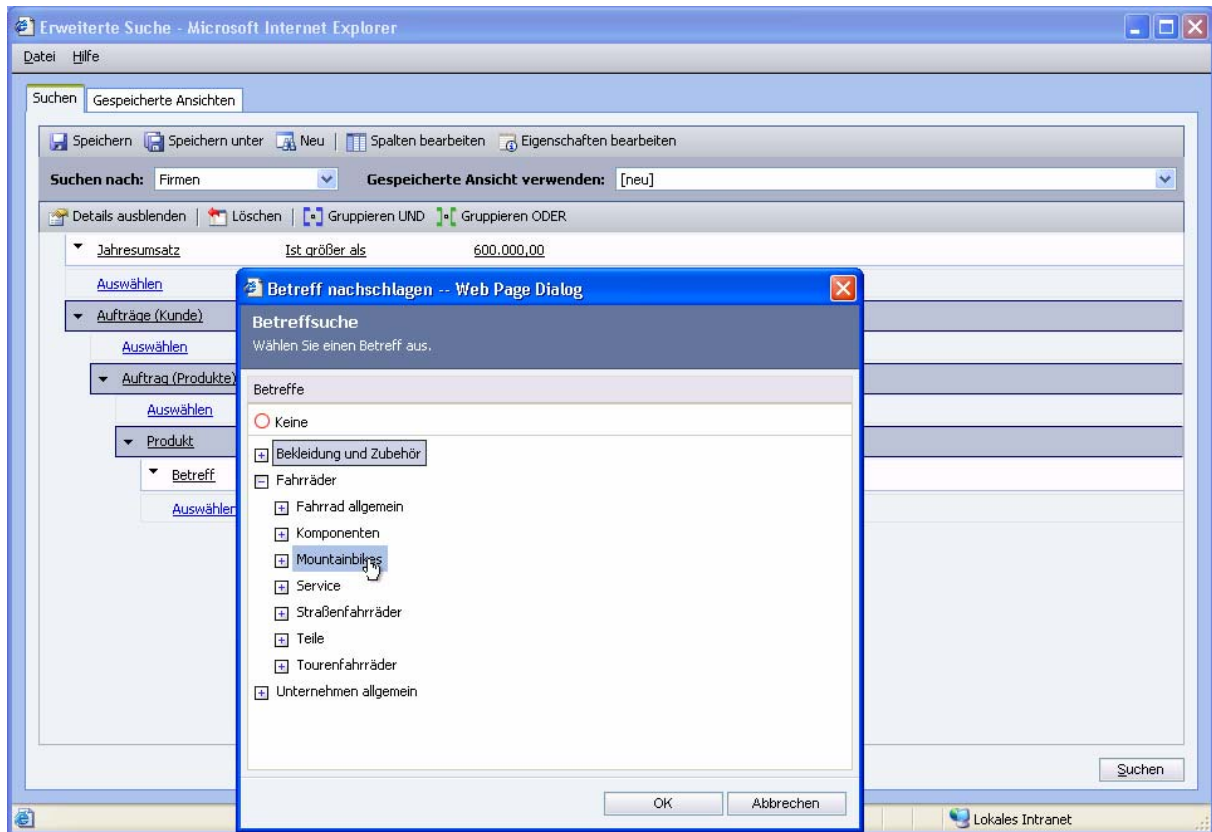 Erweiterte Suche - Microsoft Internet Explorer
Datei Hilfe
Suchen Gespeicherte Ansichten
Speichern Speichern unter Neu Spalten bearbeiten Eigenschaften bearbeiten
Suchen nach: Firmen Gespeicherte Ansicht verwenden: [neu]
Details ausblenden Löschen Gruppieren UND Gruppieren ODER
Jahresumsatz Ist größer als 600.000,00
Auswählen
Aufträge (Kunde)
Auswählen
Auftrag (Produkte)
Auswählen
Produkt
Betreff
Auswählen
Betreff nachschlagen -- Web Page Dialog
Betreffsuche
Wählen Sie einen Betreff aus.
Betreffe
Keine
Bekleidung und Zubehör
Fahrräder
Fahrrad allgemein
Komponenten
Mountainbikes
Service
Straßenfahrräder
Teile
Tourenfahrräder
Unternehmen allgemein
OK Abbrechen
Suchen
Lokales Intranet